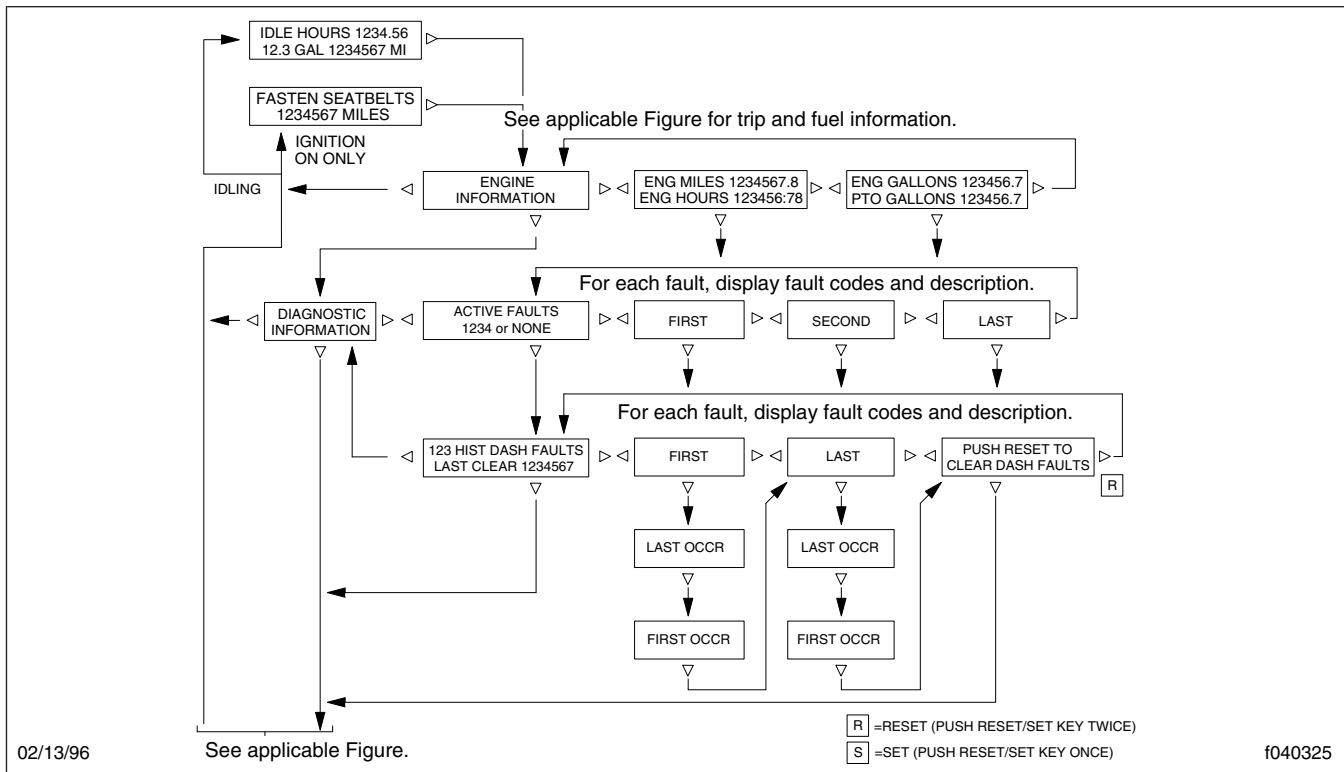 IDLE HOURS 1234.56
12.3 GAL 1234567 MI
FASTEN SEATBELTS
1234567 MILES
See applicable Figure for trip and fuel information.
IGNITION
ON ONLY
IDLING
ENGINE
INFORMATION
ENG MILES 1234567.8
ENG HOURS 123456:78
ENG GALLONS 123456.7
PTO GALLONS 123456.7
For each fault, display fault codes and description.
DIAGNOSTIC
INFORMATION
ACTIVE FAULTS
1234 or NONE
FIRST
SECOND
LAST
For each fault, display fault codes and description.
123 HIST DASH FAULTS
LAST CLEAR 1234567
FIRST
LAST
PUSH RESET TO
CLEAR DASH FAULTS
R
LAST OCCR
LAST OCCR
FIRST OCCR
FIRST OCCR
R =RESET (PUSH RESET/SET KEY TWICE)
S =SET (PUSH RESET/SET KEY ONCE)
02/13/96
See applicable Figure.
f040325